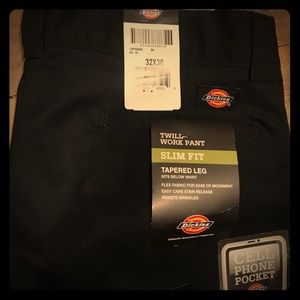 Dickies
32X30
Dickies
TWILL
WORK PANT
SLIM FIT
TAPERED LEG
SITS BELOW WAIST
FLEX FABRIC FOR EASE OF MOVEMENT
EASY CARE STAIN RELEASE
RESISTS WRINKLES
Dickies
CELL
PHONE
POCKET